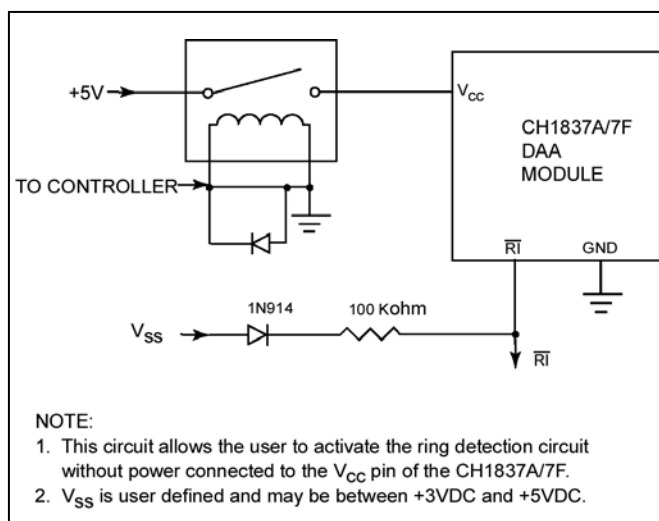 +5V
V_CC
CH1837A/7F
DAA
MODULE
TO CONTROLLER
R̅I̅
GND
1N914
100 Kohm
V_SS
R̅I̅
NOTE:
1. This circuit allows the user to activate the ring detection circuit
without power connected to the V_CC pin of the CH1837A/7F.
2. V_SS is user defined and may be between +3VDC and +5VDC.